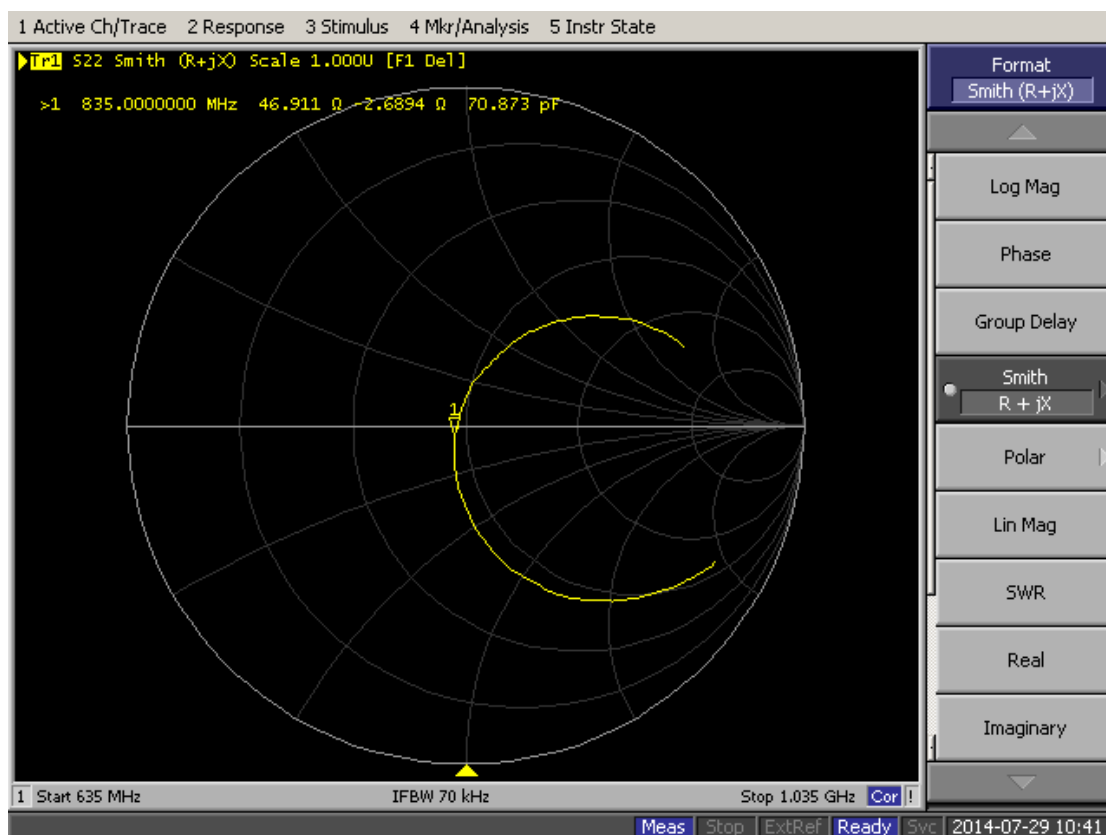 1 Active Ch/Trace 2 Response 3 Stimulus 4 Mkr/Analysis 5 Instr State
Tr1 S22 Smith (R+jX) Scale 1.000U [F1 Del]
>1 835.0000000 MHz 46.911 Ω -2.6894 Ω 70.873 pF
1
Format
Smith (R+jX)
Log Mag
Phase
Group Delay
Smith
R + jX
Polar
Lin Mag
SWR
Real
Imaginary
1 Start 635 MHz IFBW 70 kHz Stop 1.035 GHz Cor !
Meas Stop ExtRef Ready Svc 2014-07-29 10:41